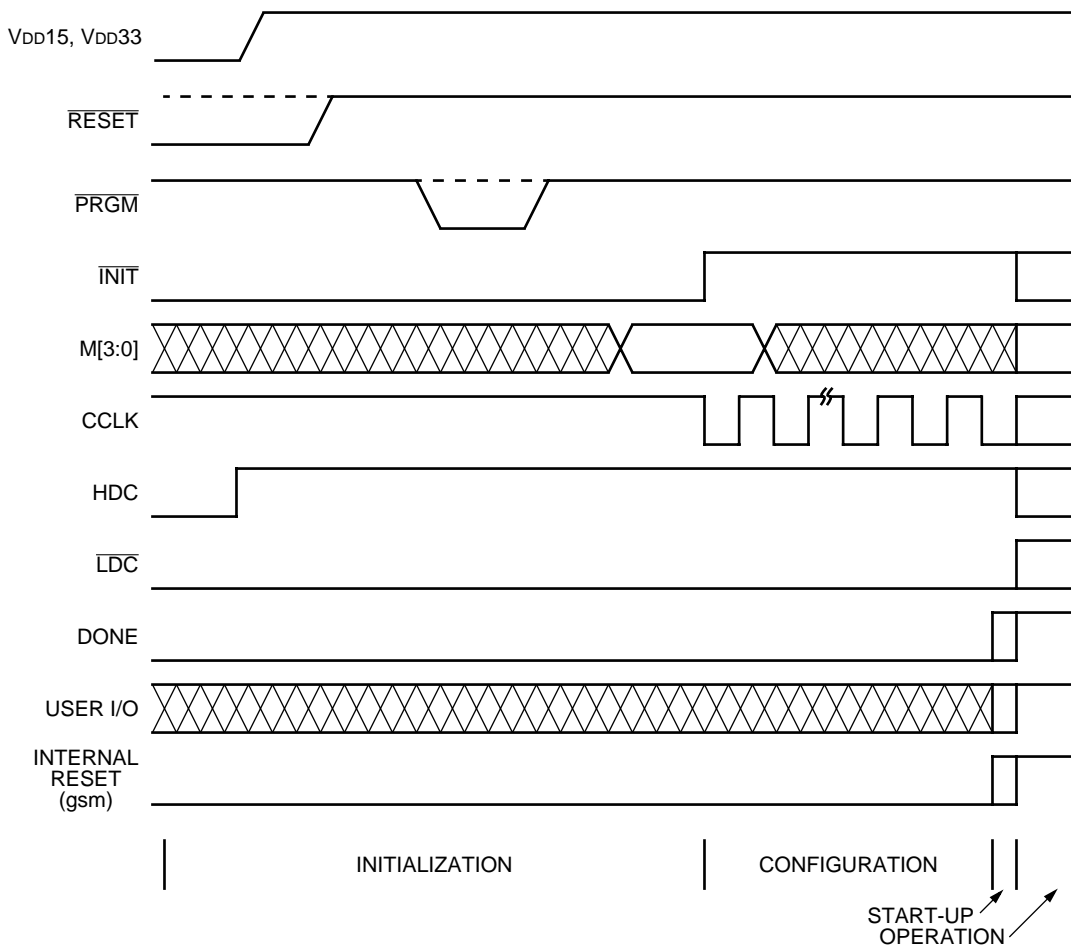 VDD15, VDD33
RESET
PRGM
INIT
M[3:0]
CCLK
HDC
LDC
DONE
USER I/O
INTERNAL
RESET
(gsm)
INITIALIZATION
CONFIGURATION
START-UP
OPERATION